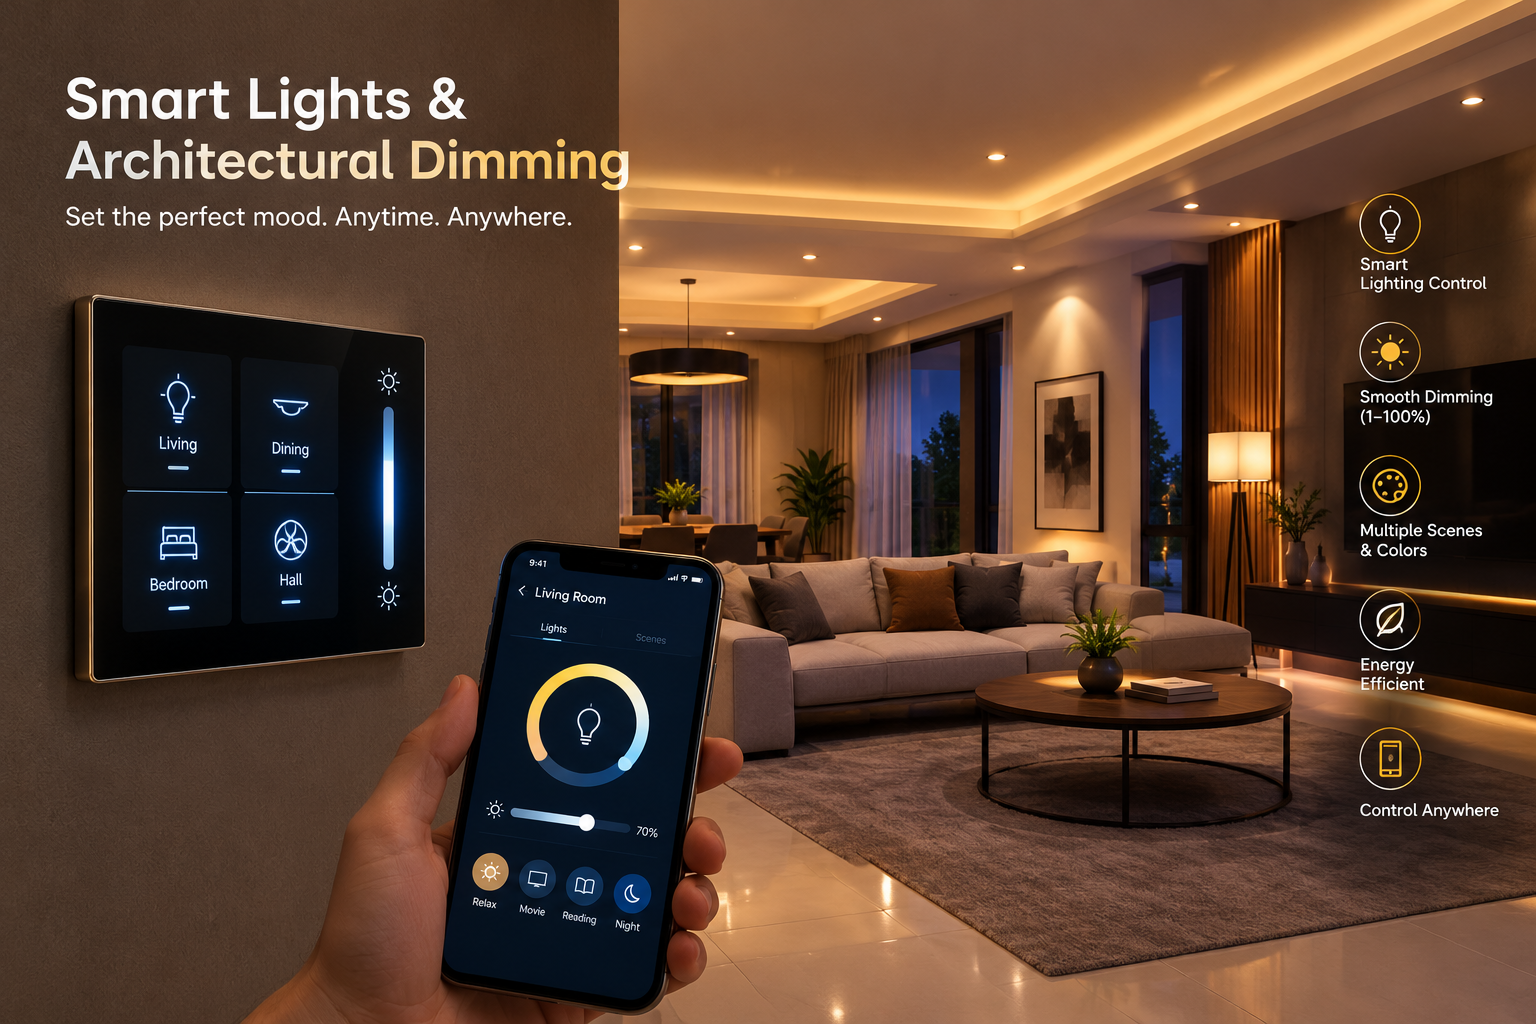 Smart Lights &
Architectural Dimming
Set the perfect mood. Anytime. Anywhere.
Living
Dining
Bedroom
Hall
9:41
Living Room
Lights
Scenes
70%
Relax
Movie
Reading
Night
Smart
Lighting Control
Smooth Dimming
(1–100%)
Multiple Scenes
& Colors
Energy
Efficient
Control Anywhere